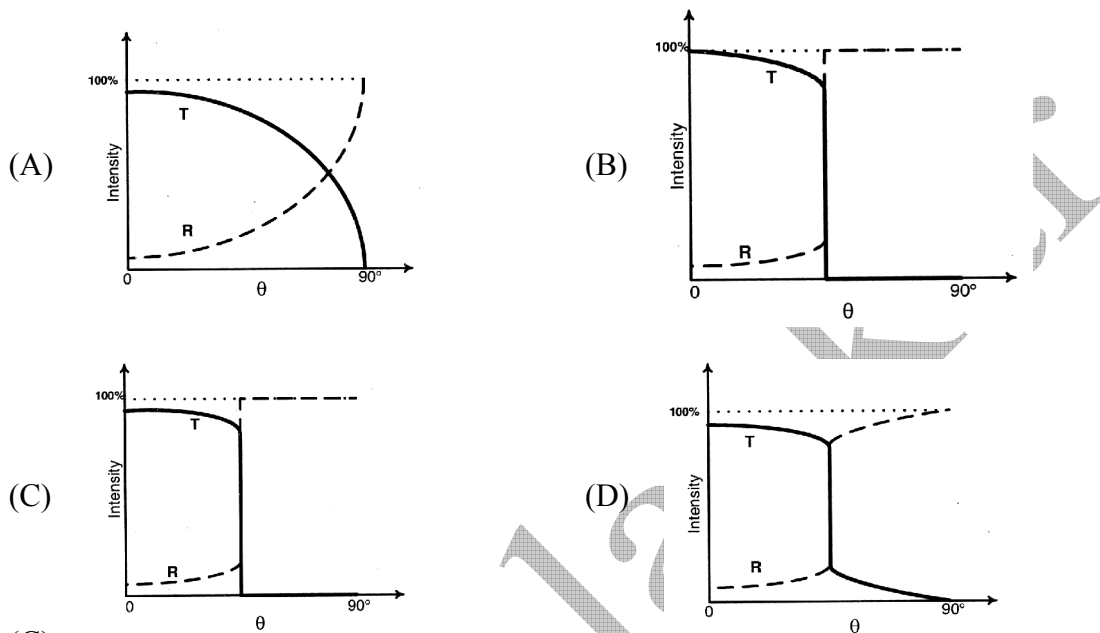 100%
T
(A)
Intensity
R
0
90°
θ
100%
T
(B)
Intensity
R
0
90°
θ
100%
T
(C)
Intensity
R
0
90°
θ
100%
T
(D)
Intensity
R
0
90°
θ